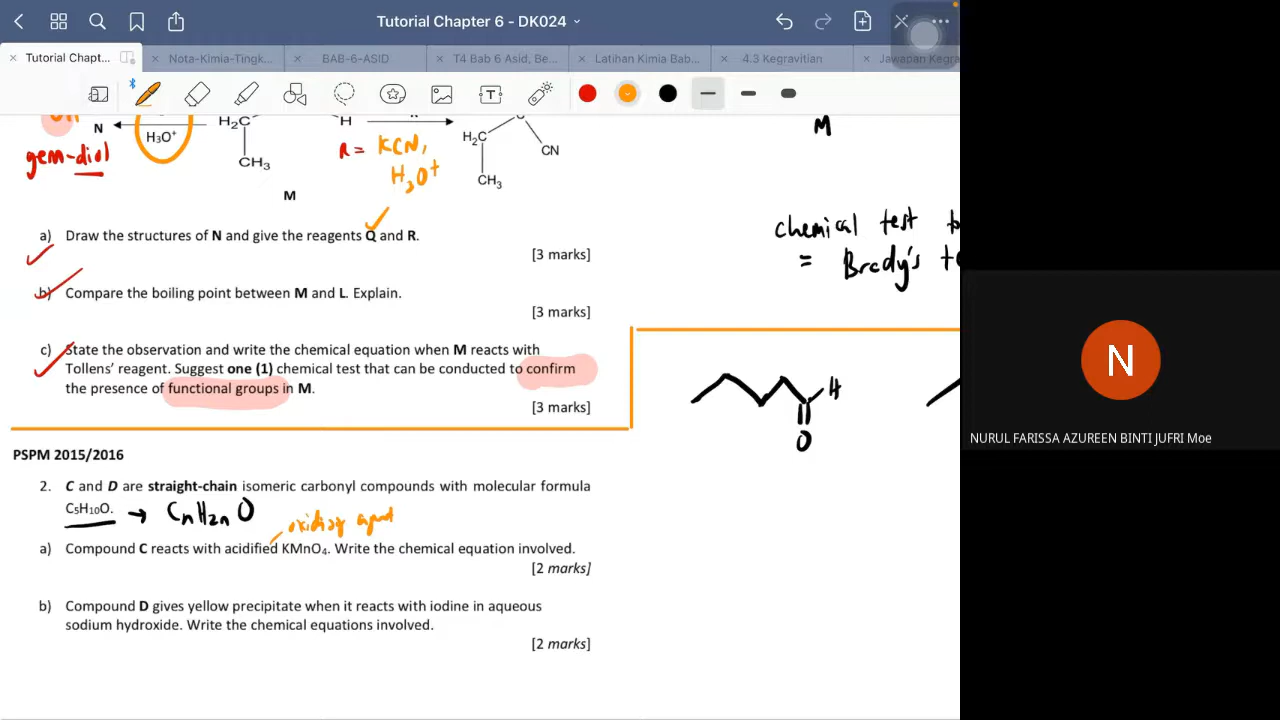 Tutorial Chapter 6 - DK024
Tutorial Chapt...
Nota-Kimia-Tingk...
BAB-6-ASID
T4 Bab 6 Asid, Be...
Latihan Kimia Bab...
4.3 Kegravitian
Jawapan Kegra
N
H3O+
H2C
H
CH3
M
gem-diol
R = KCN,
H3O+
H2C
CN
CH3
M
a) Draw the structures of N and give the reagents Q and R.
[3 marks]
b) Compare the boiling point between M and L. Explain.
[3 marks]
c) State the observation and write the chemical equation when M reacts with
Tollens' reagent. Suggest one (1) chemical test that can be conducted to confirm
the presence of functional groups in M.
[3 marks]
chemical test
= Brady's
H
O
PSPM 2015/2016
2. C and D are straight-chain isomeric carbonyl compounds with molecular formula
C5H10O. → CnH2nO
a) Compound C reacts with acidified KMnO4. Write the chemical equation involved.
[2 marks]
b) Compound D gives yellow precipitate when it reacts with iodine in aqueous
sodium hydroxide. Write the chemical equations involved.
[2 marks]
N
NURUL FARISSA AZUREEN BINTI JUFRI Moe